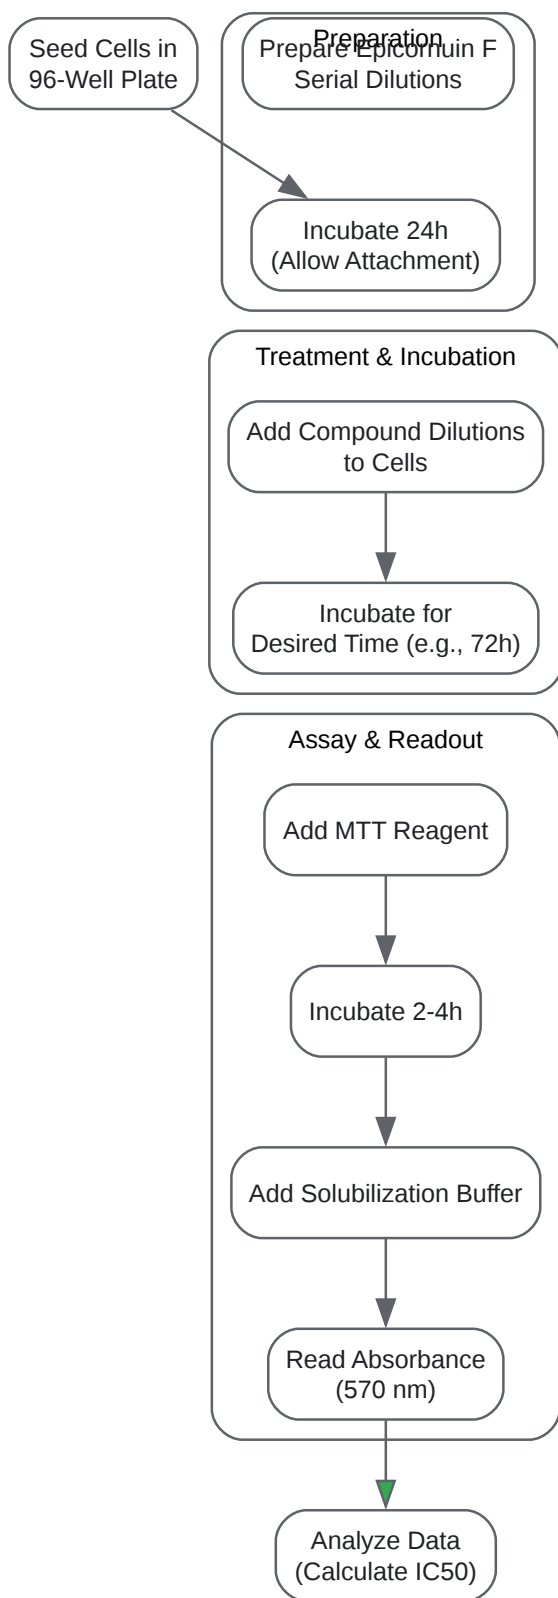 Seed Cells in
96-Well Plate
Preparation
Prepare Epicornuin F
Serial Dilutions
Incubate 24h
(Allow Attachment)
Treatment & Incubation
Add Compound Dilutions
to Cells
Incubate for
Desired Time (e.g., 72h)
Assay & Readout
Add MTT Reagent
Incubate 2-4h
Add Solubilization Buffer
Read Absorbance
(570 nm)
Analyze Data
(Calculate IC50)